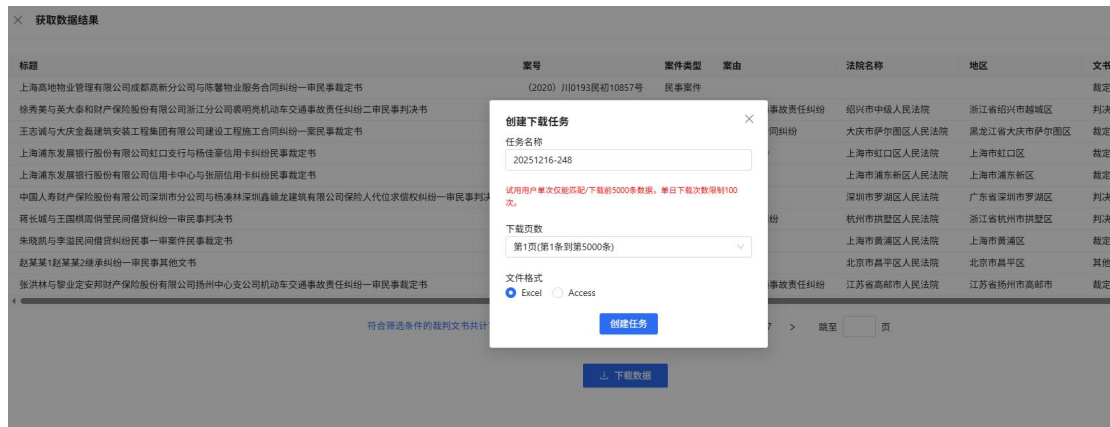 获取数据结果
标题 案号 案件类型 案由 法院名称 地区 文书
上海高地物业管理有限公司成都高新分公司与陈馨物业服务合同纠纷一审民事裁定书 （2020）川0193民初10857号 民事案件 裁定
徐秀美与英大泰和财产保险股份有限公司浙江分公司裘明亮机动车交通事故责任纠纷二审民事判决书 事故责任纠纷 绍兴市中级人民法院 浙江省绍兴市越城区 判决
王志诚与大庆金磊建筑安装工程集团有限公司建设工程施工合同纠纷一案民事裁定书 同纠纷 大庆市萨尔图区人民法院 黑龙江省大庆市萨尔图区 裁定
上海浦东发展银行股份有限公司虹口支行与杨佳豪信用卡纠纷民事裁定书 上海市虹口区人民法院 上海市虹口区 裁定
上海浦东发展银行股份有限公司信用卡中心与张丽信用卡纠纷民事裁定书 上海市浦东新区人民法院 上海市浦东新区 裁定
中国人寿财产保险股份有限公司深圳市分公司与杨凑林深圳鑫赣龙建筑有限公司保险人代位求偿权纠纷一审民事判决 深圳市罗湖区人民法院 广东省深圳市罗湖区 判决
蒋长城与王国棋周俏莹民间借贷纠纷一审民事判决书 纷 杭州市拱墅区人民法院 浙江省杭州市拱墅区 判决
朱晓凯与李溢民间借贷纠纷民事一审案件民事裁定书 上海市黄浦区人民法院 上海市黄浦区 裁定
赵某某1赵某某2继承纠纷一审民事其他文书 北京市昌平区人民法院 北京市昌平区 其他
张洪林与黎业定安邦财产保险股份有限公司扬州中心支公司机动车交通事故责任纠纷一审民事裁定书 事故责任纠纷 江苏省高邮市人民法院 江苏省扬州市高邮市 裁定
符合筛选条件的裁判文书共计 7 > 跳至 页
下载数据
创建下载任务
任务名称
20251216-248
试用用户单次仅能匹配/下载前5000条数据，单日下载次数限制100
次。
下载页数
第1页(第1条到第5000条)
文件格式
Excel Access
创建任务